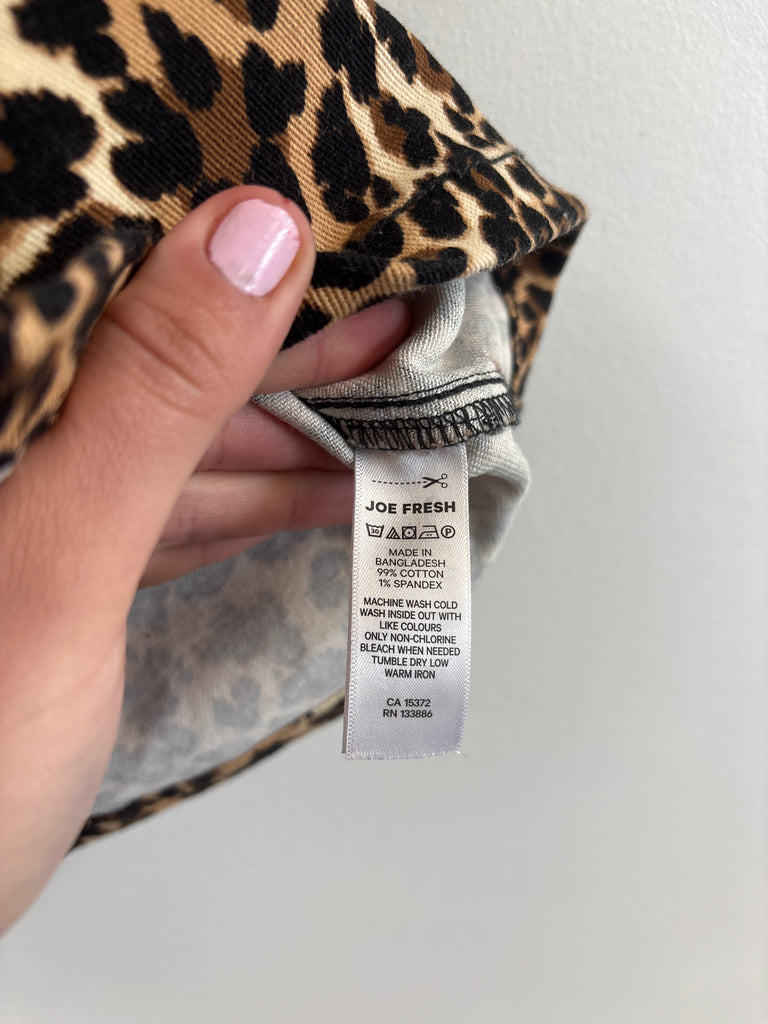 JOE FRESH
30 P
MADE IN
BANGLADESH
99% COTTON
1% SPANDEX
MACHINE WASH COLD
WASH INSIDE OUT WITH
LIKE COLOURS
ONLY NON-CHLORINE
BLEACH WHEN NEEDED
TUMBLE DRY LOW
WARM IRON
CA 15372
RN 133886